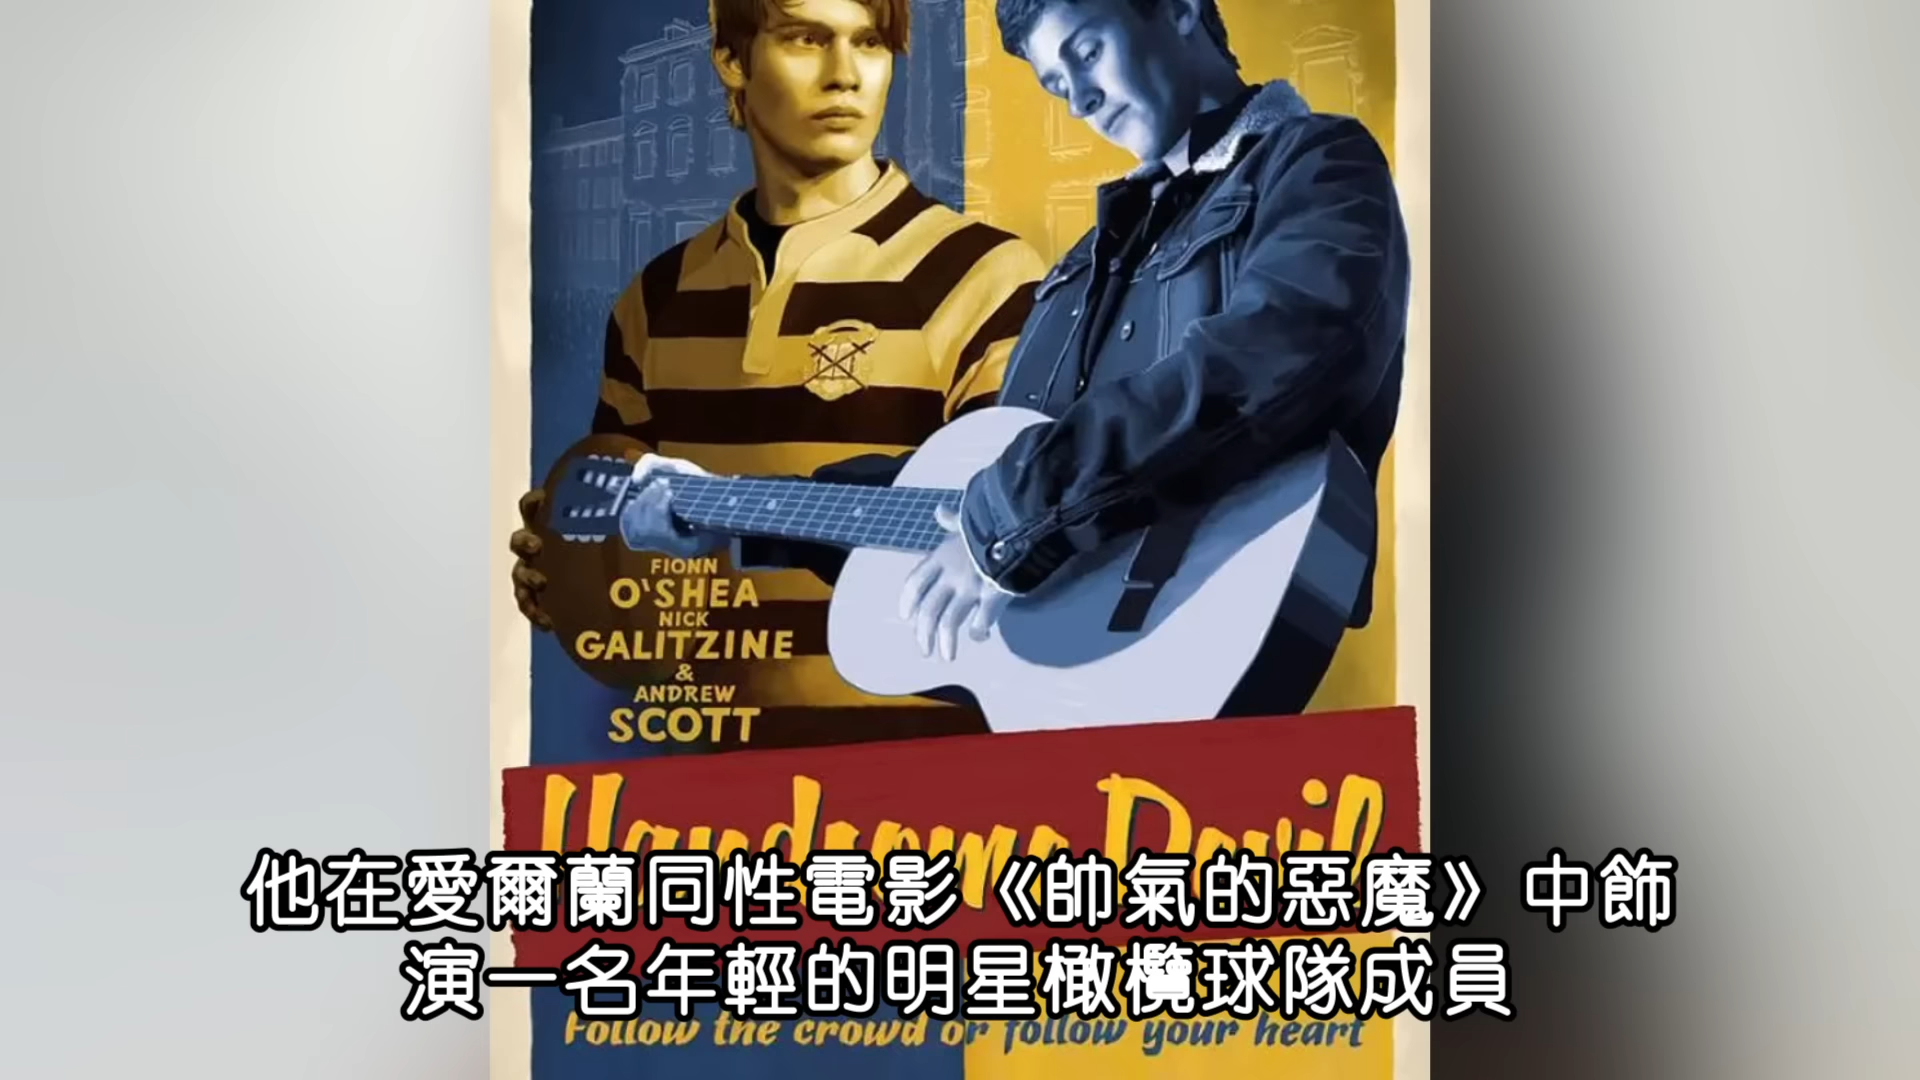 FIONN
O'SHEA
NICK
GALITZINE
&
ANDREW
SCOTT
Handsome Devil
他在愛爾蘭同性電影《帥氣的惡魔》中飾
演一名年輕的明星橄欖球隊成員
Follow the crowd or follow your heart